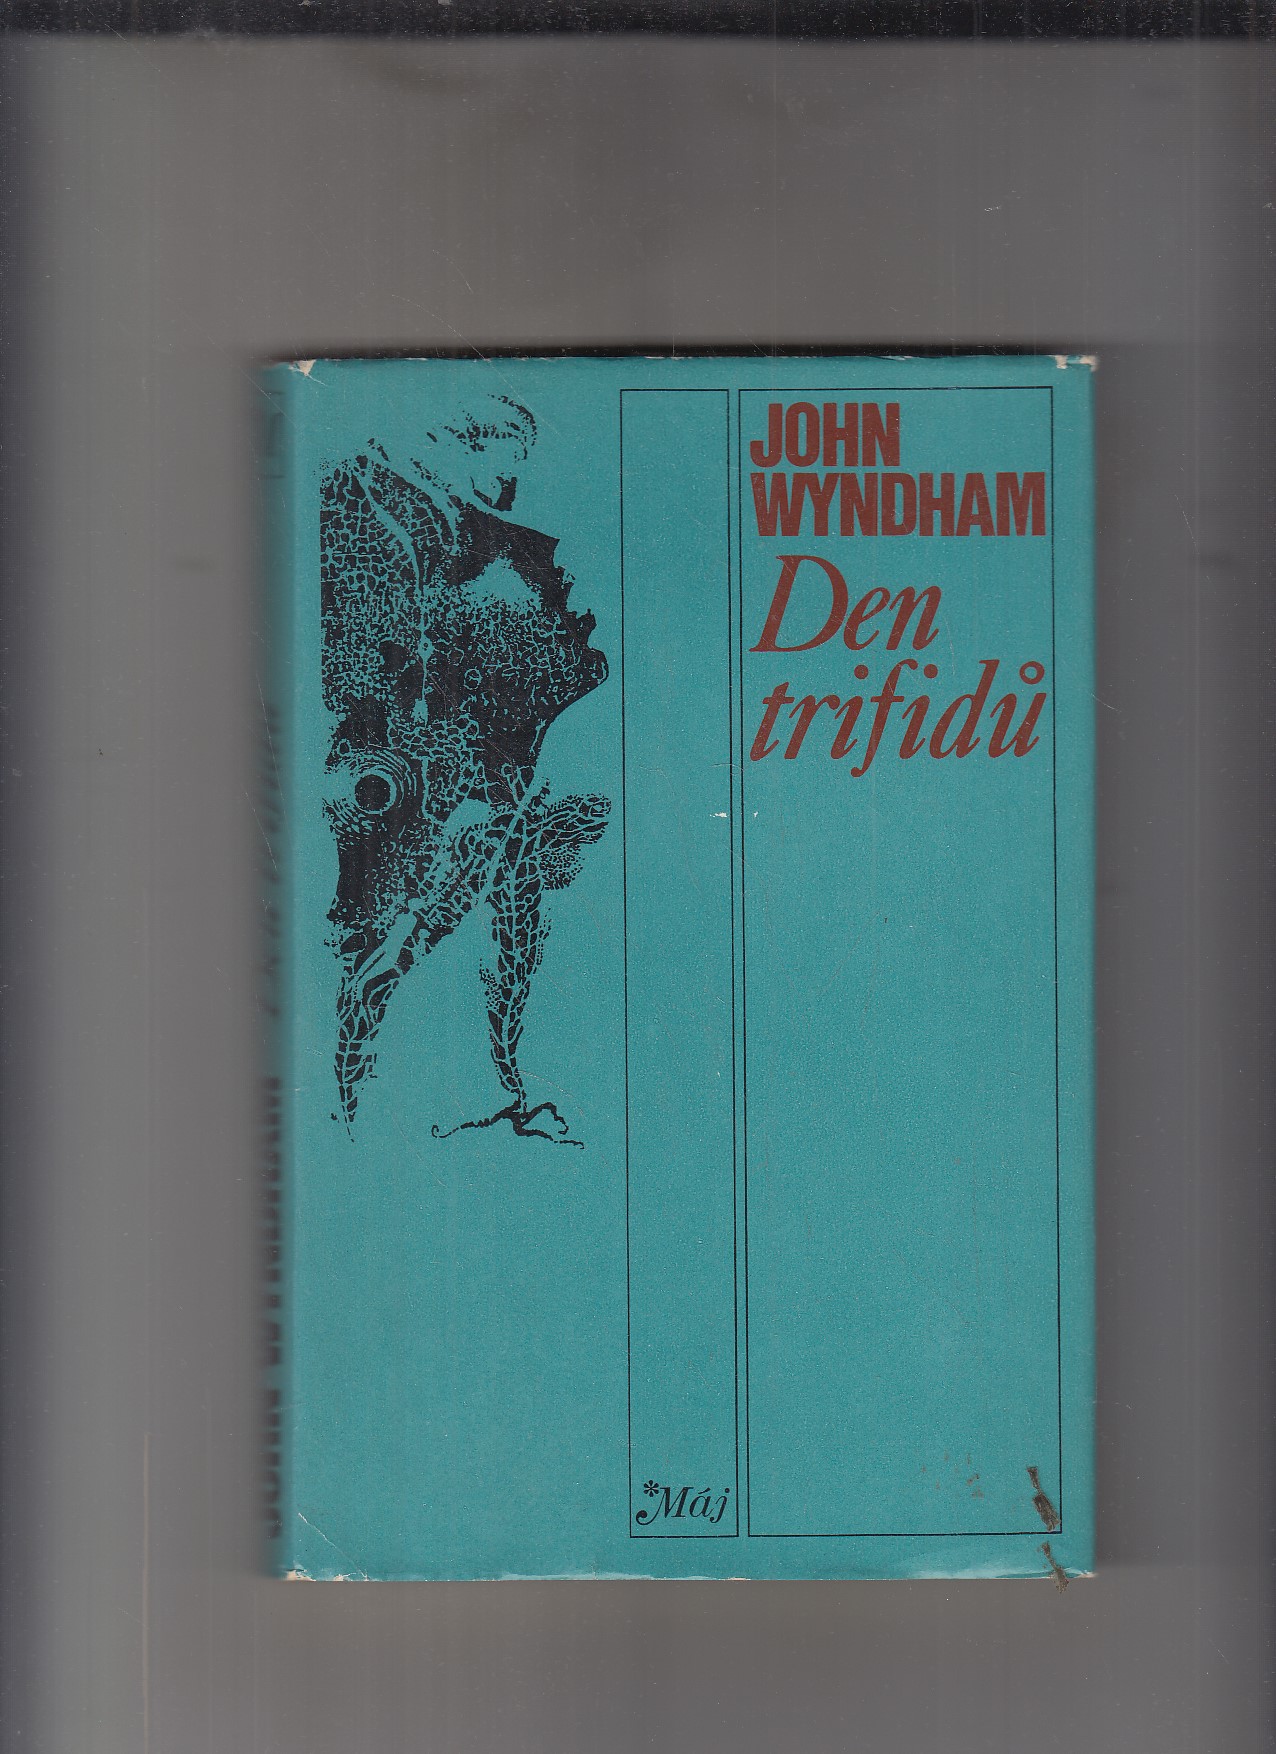 JOHN
WYNDHAM
Den
trifidů
*Máj